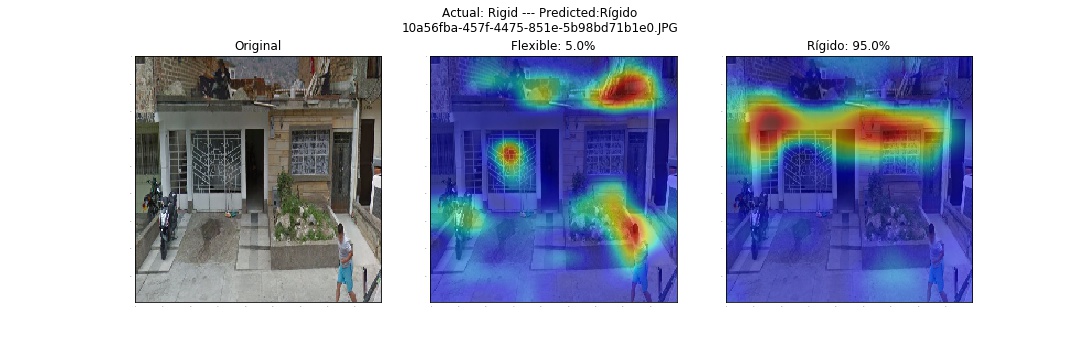 Actual: Rigid --- Predicted:Rígido
10a56fba-457f-4475-851e-5b98bd71b1e0.JPG
Original
Flexible: 5.0%
Rígido: 95.0%